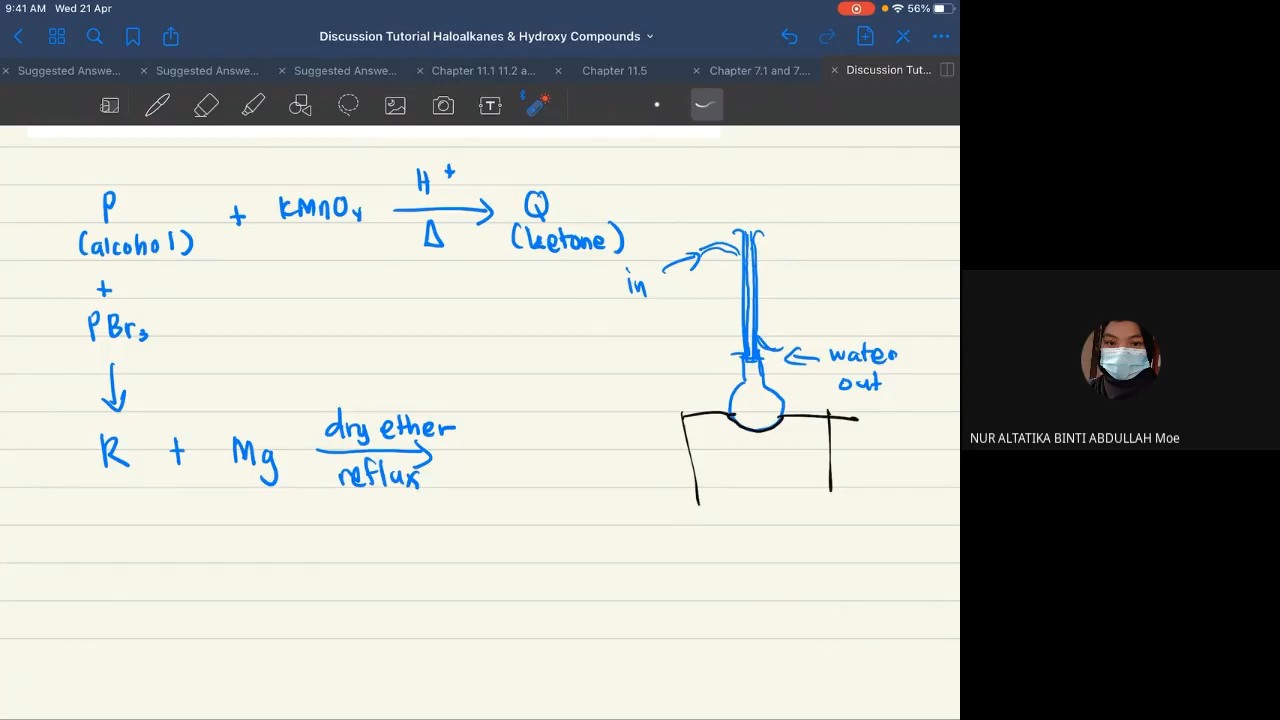 9:41 AM Wed 21 Apr
56%
Discussion Tutorial Haloalkanes & Hydroxy Compounds
Suggested Answe...
Suggested Answe...
Suggested Answe...
Chapter 11.1 11.2 a...
Chapter 11.5
Chapter 7.1 and 7....
Discussion Tut...
P + KMnO4 H+ Δ → Q
(alcohol) (ketone)
+
PBr3
↓
R + Mg dry ether reflux →
in
water
out
NUR ALTATIKA BINTI ABDULLAH Moe